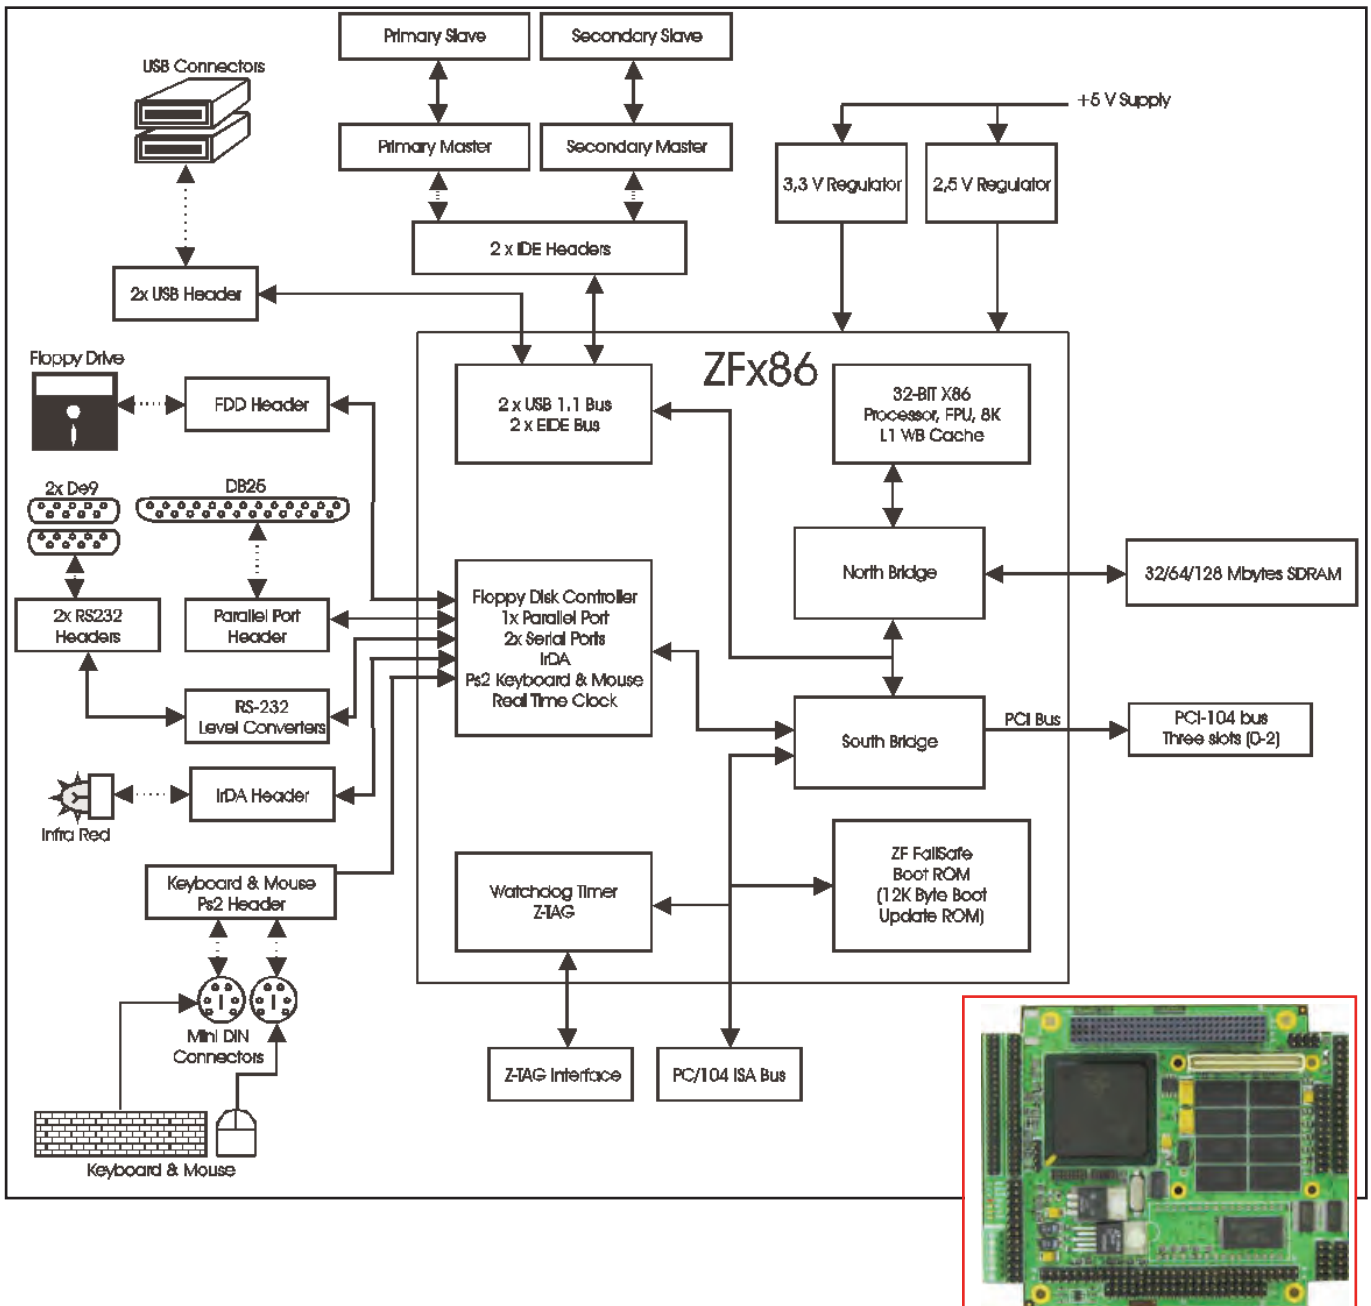 Primary Slave
Secondary Slave
USB Connectors
+5 V Supply
Primary Master
Secondary Master
3,3 V Regulator
2,5 V Regulator
2 x IDE Headers
2x USB Header
ZFx86
Floppy Drive
FDD Header
2 x USB 1.1 Bus
2 x EIDE Bus
32-BIT X86
Processor, FPU, 8K
L1 WB Cache
2x De9
DB25
North Bridge
32/64/128 Mbytes SDRAM
2x RS232
Headers
Parallel Port
Header
Floppy Disk Controller
1x Parallel Port
2x Serial Ports
IrDA
Ps2 Keyboard & Mouse
Real Time Clock
RS-232
Level Converters
South Bridge
PCI Bus
PCI-104 bus
Three slots (0-2)
IrDA Header
Infra Red
Keyboard & Mouse
Ps2 Header
Watchdog Timer
Z-TAG
ZF FailSafe
Boot ROM
(12K Byte Boot
Update ROM)
Mini DIN
Connectors
Z-TAG Interface
PC/104 ISA Bus
Keyboard & Mouse